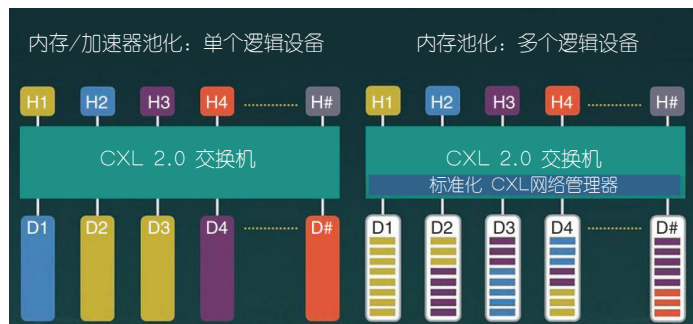 内存/加速器池化：单个逻辑设备
H1 H2 H3 H4 H#
CXL 2.0 交换机
D1 D2 D3 D4 D#
内存池化：多个逻辑设备
H1 H2 H3 H4 H#
CXL 2.0 交换机
标准化 CXL网络管理器
D1 D2 D3 D4 D#